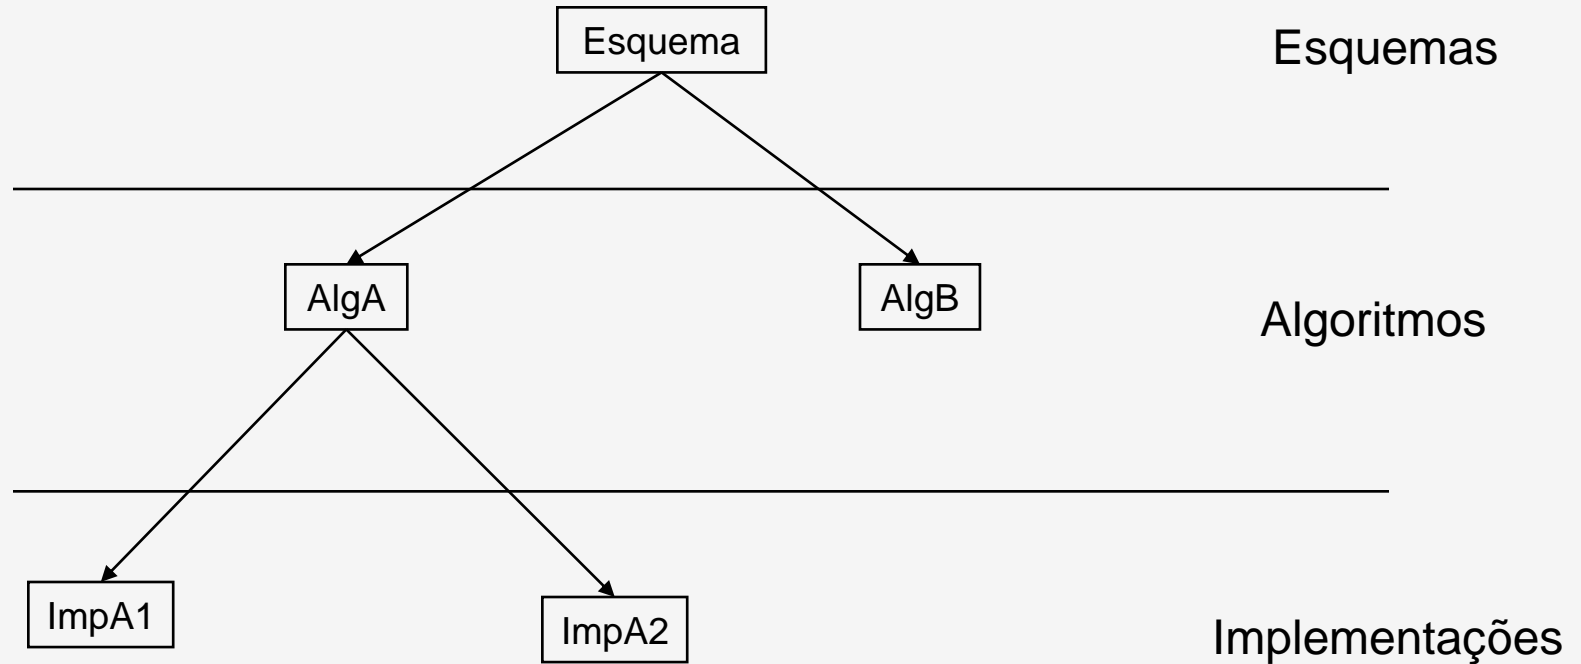 Esquema
Esquemas
AlgA
AlgB
Algoritmos
ImpA1
ImpA2
Implementações